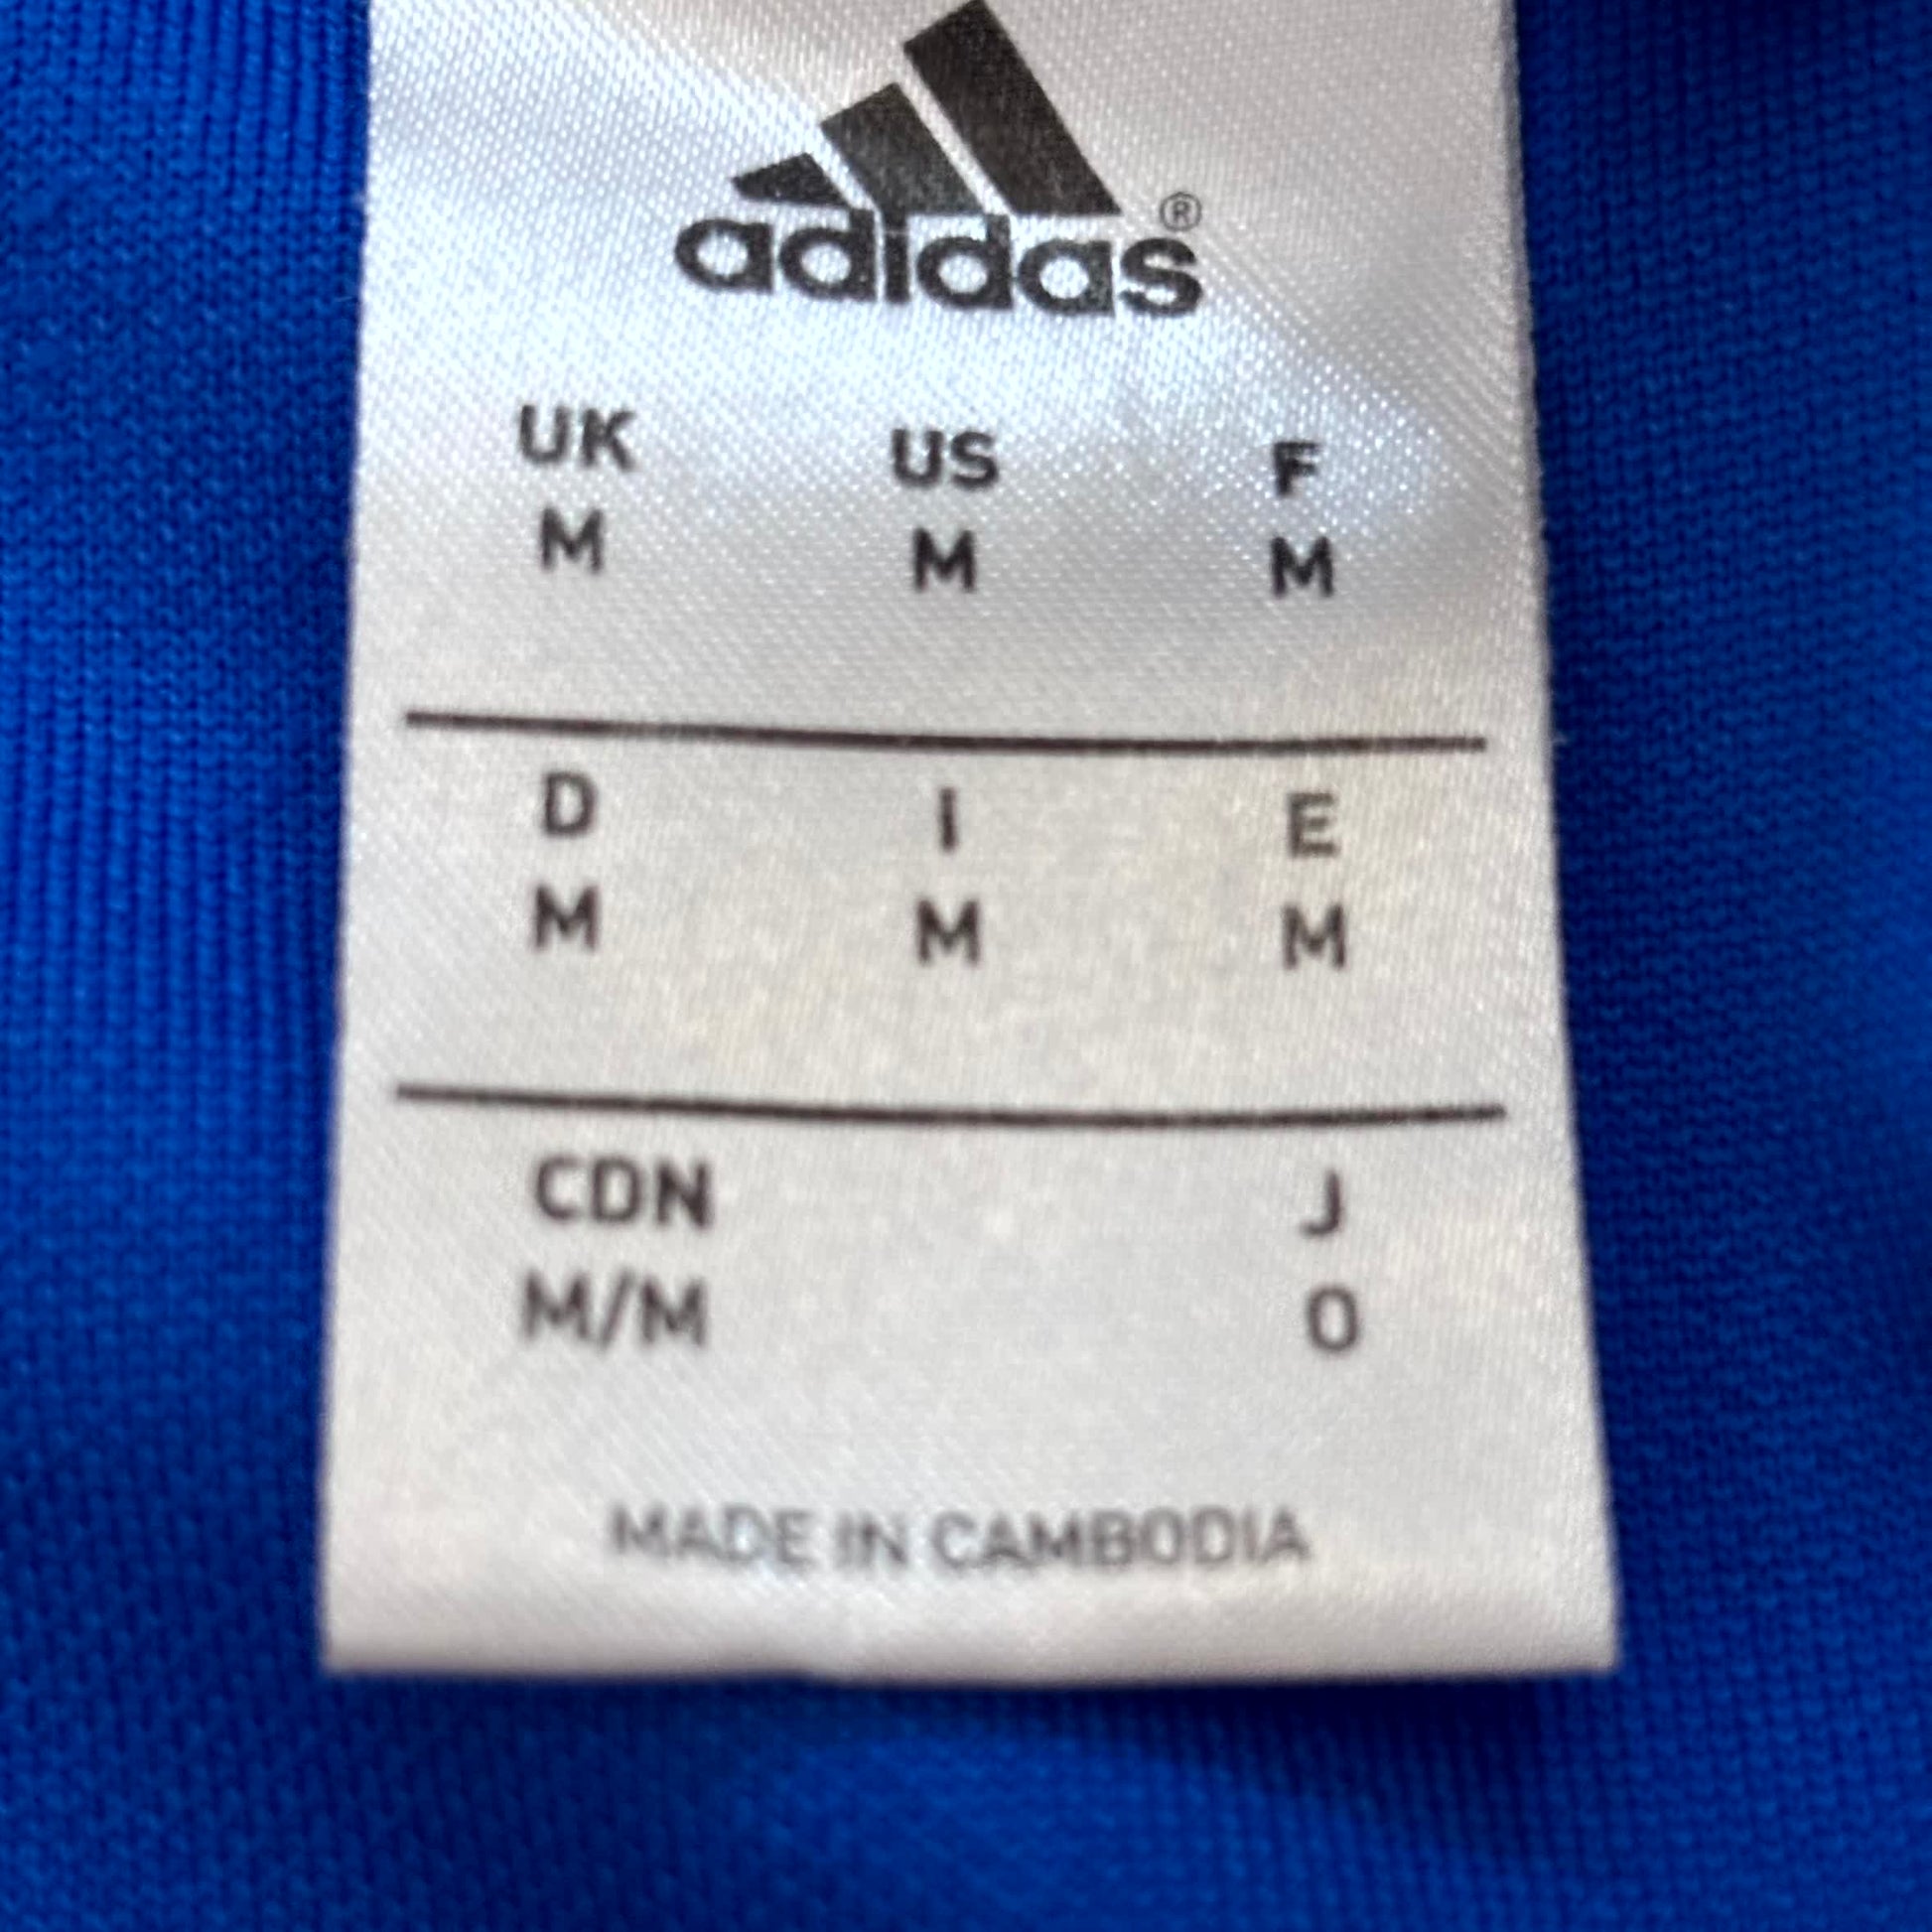 adidas®
UK US F
M M M
D I E
M M M
CDN J
M/M O
MADE IN CAMBODIA